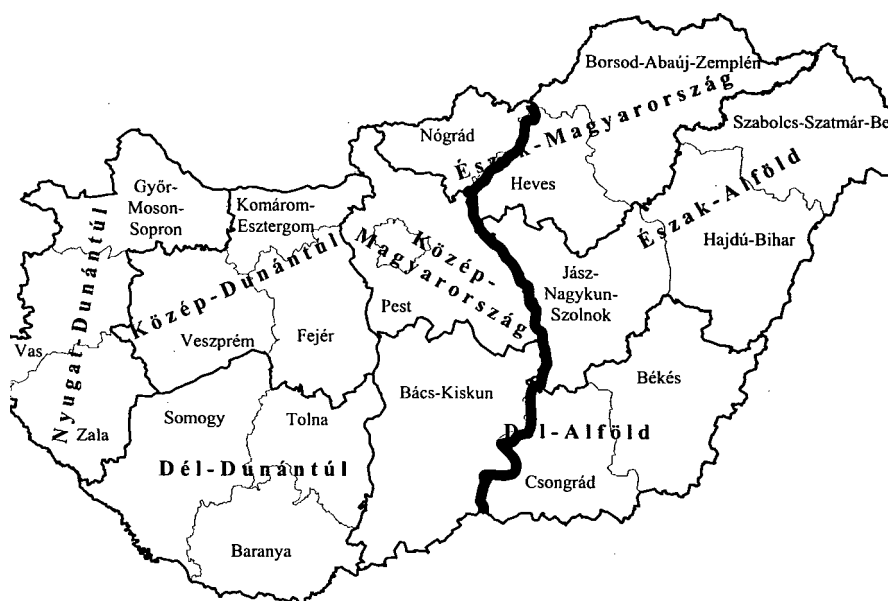 Borsod-Abaúj-Zemplén
Szabolcs-Szatmár-Be
Nógrád
Észak-Magyarország
Heves
Észak-Alföld
Hajdú-Bihar
Győr-
Moson-
Sopron
Komárom-
Esztergom
Nyugat-Dunántúl
Közép-Dunántúl
Közép-
Magyarország
Pest
Jász-
Nagykun-
Szolnok
Vas
Veszprém
Fejér
Zala
Somogy
Tolna
Bács-Kiskun
Békés
Dél-Dunántúl
Dél-Alföld
Csongrád
Baranya